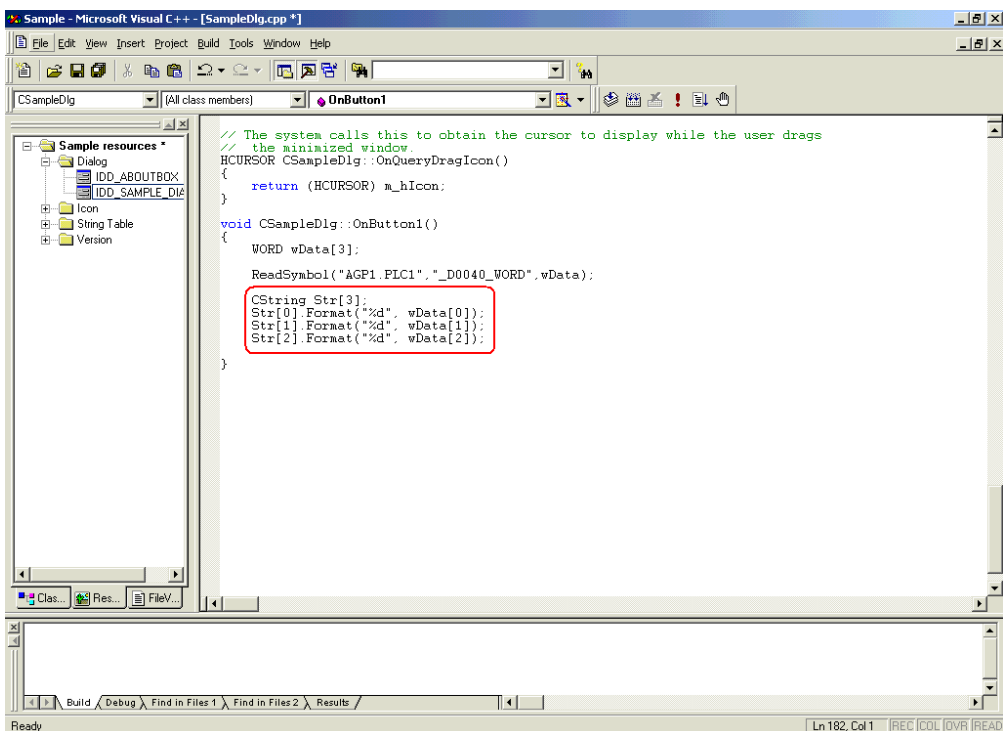 Sample - Microsoft Visual C++ - [SampleDlg.cpp *]
File Edit View Insert Project Build Tools Window Help
CSampleDlg (All class members) OnButton1
Sample resources *
Dialog
IDD_ABOUTBOX
IDD_SAMPLE_DIA
Icon
String Table
Version
// The system calls this to obtain the cursor to display while the user drags
// the minimized window.
HCURSOR CSampleDlg::OnQueryDragIcon()
{
return (HCURSOR) m_hIcon;
}
void CSampleDlg::OnButton1()
{
WORD wData[3];
ReadSymbol("AGP1.PLC1","_D0040_WORD",wData);
CString Str[3];
Str[0].Format("%d", wData[0]);
Str[1].Format("%d", wData[1]);
Str[2].Format("%d", wData[2]);
}
Clas... Res... FileV...
Build Debug Find in Files 1 Find in Files 2 Results
Ready Ln 182, Col 1 REC COL OVR READ